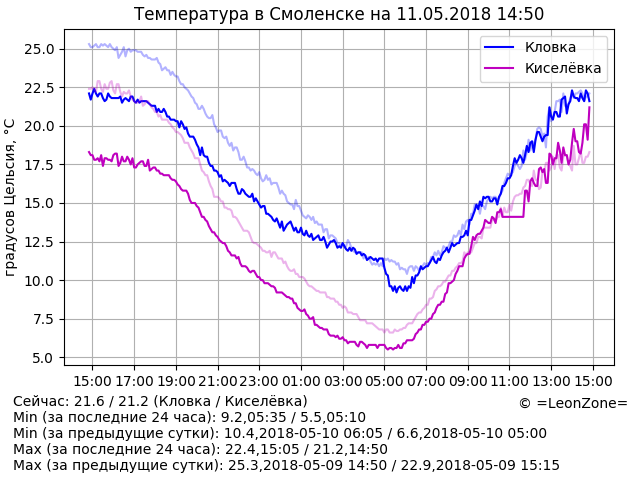 Температура в Смоленске на 11.05.2018 14:50
градусов Цельсия, °C
25.0
22.5
20.0
17.5
15.0
12.5
10.0
7.5
5.0
Кловка
Киселёвка
15:00 17:00 19:00 21:00 23:00 01:00 03:00 05:00 07:00 09:00 11:00 13:00 15:00
Сейчас: 21.6 / 21.2 (Кловка / Киселёвка)
© =LeonZone=
Min (за последние 24 часа): 9.2,05:35 / 5.5,05:10
Min (за предыдущие сутки): 10.4,2018-05-10 06:05 / 6.6,2018-05-10 05:00
Max (за последние 24 часа): 22.4,15:05 / 21.2,14:50
Max (за предыдущие сутки): 25.3,2018-05-09 14:50 / 22.9,2018-05-09 15:15